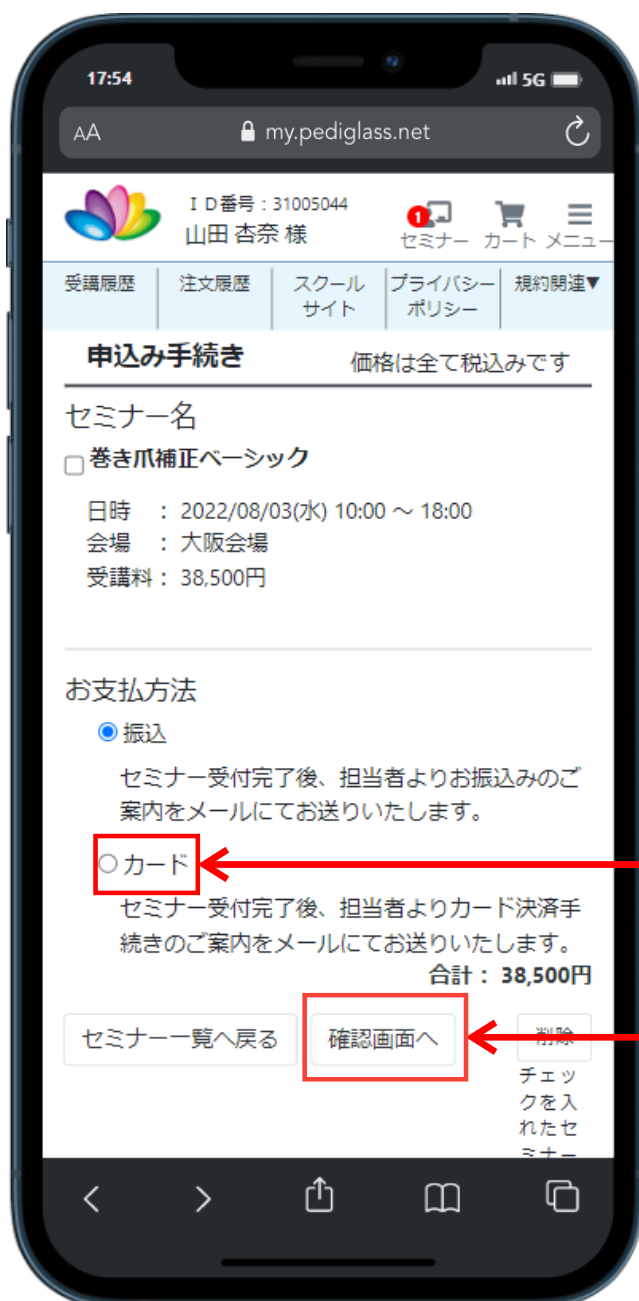 17:54
5G
AA my.pediglass.net
ID番号：31005044
山田 杏奈 様
1
セミナー カート メニュー
受講履歴 注文履歴 スクール プライバシー 規約関連▼
サイト ポリシー
申込み手続き 価格は全て税込みです
セミナー名
巻き爪補正ベーシック
日時 ：2022/08/03(水) 10:00 ～ 18:00
会場 ：大阪会場
受講料：38,500円
お支払方法
振込
セミナー受付完了後、担当者よりお振込みのご
案内をメールにてお送りいたします。
カード
セミナー受付完了後、担当者よりカード決済手
続きのご案内をメールにてお送りいたします。
合計： 38,500円
セミナー一覧へ戻る 確認画面へ 削除
チェッ
クを入
れたセ
ミナー